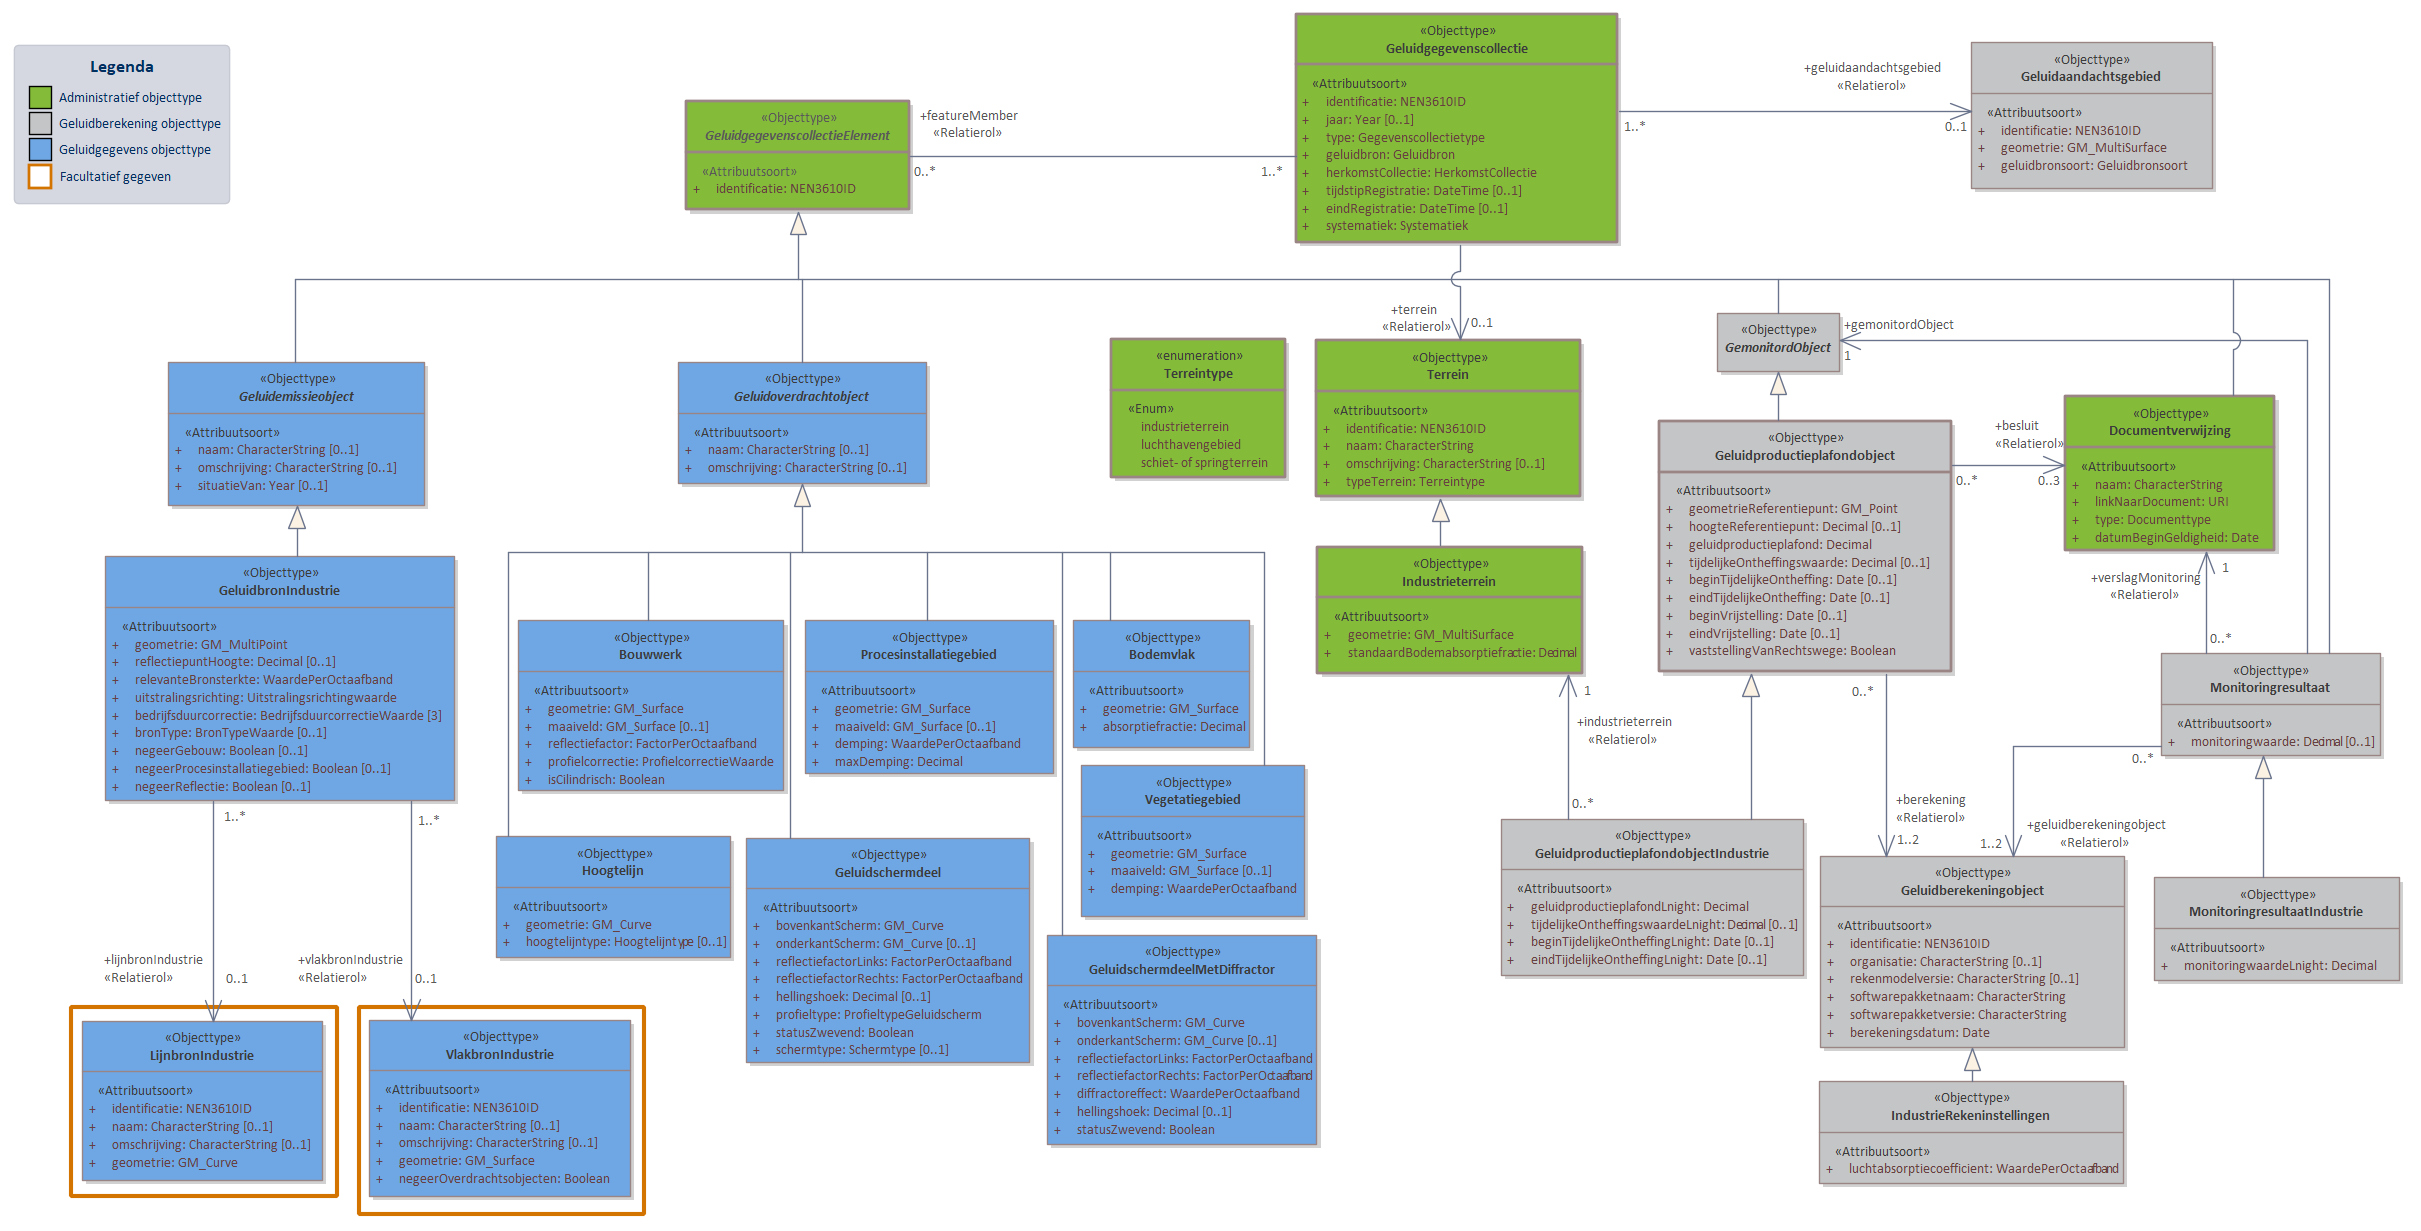 Legenda
Administratief objecttype
Geluidberekening objecttype
Geluidgegevens objecttype
Facultatief gegeven
«Objecttype»
GeluidgegevenscollectieElement
«Attribuutsoort»
+ identificatie: NEN3610ID
+featureMember
«Relatierol»
0..*
1..*
«Objecttype»
Geluidgegevenscollectie
«Attribuutsoort»
+ identificatie: NEN3610ID
+ jaar: Year [0..1]
+ type: Gegevenscollectietype
+ geluidbron: Geluidbron
+ herkomstCollectie: HerkomstCollectie
+ tijdstipRegistratie: DateTime [0..1]
+ eindRegistratie: DateTime [0..1]
+ systematiek: Systematiek
+geluidaandachtsgebied
«Relatierol»
1..*
0..1
«Objecttype»
Geluidaandachtsgebied
«Attribuutsoort»
+ identificatie: NEN3610ID
+ geometrie: GM_MultiSurface
+ geluidbronsoort: Geluidbronsoort
«Objecttype»
Geluidemissieobject
«Attribuutsoort»
+ naam: CharacterString [0..1]
+ omschrijving: CharacterString [0..1]
+ situatieVan: Year [0..1]
«Objecttype»
Geluidoverdrachtobject
«Attribuutsoort»
+ naam: CharacterString [0..1]
+ omschrijving: CharacterString [0..1]
«enumeration»
Terreintype
«Enum»
industrieterrein
luchthavengebied
schiet- of springterrein
+terrein
«Relatierol»
0..1
«Objecttype»
Terrein
«Attribuutsoort»
+ identificatie: NEN3610ID
+ naam: CharacterString
+ omschrijving: CharacterString [0..1]
+ typeTerrein: Terreintype
«Objecttype»
GemonitordObject
+gemonitordObject
1
«Objecttype»
Geluidproductieplafondobject
«Attribuutsoort»
+ geometrieReferentiepunt: GM_Point
+ hoogteReferentiepunt: Decimal [0..1]
+ geluidproductieplafond: Decimal
+ tijdelijkeOntheffingswaarde: Decimal [0..1]
+ beginTijdelijkeOntheffing: Date [0..1]
+ eindTijdelijkeOntheffing: Date [0..1]
+ beginVrijstelling: Date [0..1]
+ eindVrijstelling: Date [0..1]
+ vaststellingVanRechtswege: Boolean
+besluit
«Relatierol»
0..*
0..3
«Objecttype»
Documentverwijzing
«Attribuutsoort»
+ naam: CharacterString
+ linkNaarDocument: URI
+ type: Documenttype
+ datumBeginGeldigheid: Date
+verslagMonitoring
«Relatierol»
1
0..*
«Objecttype»
GeluidbronIndustrie
«Attribuutsoort»
+ geometrie: GM_MultiPoint
+ reflectiepuntHoogte: Decimal [0..1]
+ relevanteBronsterkte: WaardePerOctaafband
+ uitstralingsrichting: Uitstralingsrichtingwaarde
+ bedrijfsduurcorrectie: BedrijfsduurcorrectieWaarde [3]
+ bronType: BronTypeWaarde [0..1]
+ negeerGebouw: Boolean [0..1]
+ negeerProcesinstallatiegebied: Boolean [0..1]
+ negeerReflectie: Boolean [0..1]
«Objecttype»
Bouwwerk
«Attribuutsoort»
+ geometrie: GM_Surface
+ maaiveld: GM_Surface [0..1]
+ reflectiefactor: FactorPerOctaafband
+ profielcorrectie: ProfielcorrectieWaarde
+ isCilindrisch: Boolean
«Objecttype»
Procesinstallatiegebied
«Attribuutsoort»
+ geometrie: GM_Surface
+ maaiveld: GM_Surface [0..1]
+ demping: WaardePerOctaafband
+ maxDemping: Decimal
«Objecttype»
Bodemvlak
«Attribuutsoort»
+ geometrie: GM_Surface
+ absorptiefractie: Decimal
«Objecttype»
Industrieterrein
«Attribuutsoort»
+ geometrie: GM_MultiSurface
+ standaardBodemabsorptiefractie: Decimal
1
+industrieterrein
«Relatierol»
0..*
«Objecttype»
Monitoringresultaat
«Attribuutsoort»
+ monitoringwaarde: Decimal [0..1]
0..*
0..*
«Objecttype»
Vegetatiegebied
«Attribuutsoort»
+ geometrie: GM_Surface
+ maaiveld: GM_Surface [0..1]
+ demping: WaardePerOctaafband
«Objecttype»
Hoogtelijn
«Attribuutsoort»
+ geometrie: GM_Curve
+ hoogtelijntype: Hoogtelijntype [0..1]
«Objecttype»
Geluidschermdeel
«Attribuutsoort»
+ bovenkantScherm: GM_Curve
+ onderkantScherm: GM_Curve [0..1]
+ reflectiefactorLinks: FactorPerOctaafband
+ reflectiefactorRechts: FactorPerOctaafband
+ hellingshoek: Decimal [0..1]
+ profieltype: ProfieltypeGeluidscherm
+ statusZwevend: Boolean
+ schermtype: Schermtype [0..1]
«Objecttype»
GeluidschermdeelMetDiffractor
«Attribuutsoort»
+ bovenkantScherm: GM_Curve
+ onderkantScherm: GM_Curve [0..1]
+ reflectiefactorLinks: FactorPerOctaafband
+ reflectiefactorRechts: FactorPerOctaafband
+ diffractoreffect: WaardePerOctaafband
+ hellingshoek: Decimal [0..1]
+ statusZwevend: Boolean
«Objecttype»
GeluidproductieplafondobjectIndustrie
«Attribuutsoort»
+ geluidproductieplafondLnight: Decimal
+ tijdelijkeOntheffingswaardeLnight: Decimal [0..1]
+ beginTijdelijkeOntheffingLnight: Date [0..1]
+ eindTijdelijkeOntheffingLnight: Date [0..1]
+berekening
«Relatierol»
1..2
+geluidberekeningobject
«Relatierol»
1..2
«Objecttype»
Geluidberekeningobject
«Attribuutsoort»
+ identificatie: NEN3610ID
+ organisatie: CharacterString [0..1]
+ rekenmodelversie: CharacterString [0..1]
+ softwarepakketnaam: CharacterString
+ softwarepakketversie: CharacterString
+ berekeningsdatum: Date
«Objecttype»
MonitoringresultaatIndustrie
«Attribuutsoort»
+ monitoringwaardeLnight: Decimal
1..*
1..*
+lijnbronIndustrie
«Relatierol»
0..1
+vlakbronIndustrie
«Relatierol»
0..1
«Objecttype»
LijnbronIndustrie
«Attribuutsoort»
+ identificatie: NEN3610ID
+ naam: CharacterString [0..1]
+ omschrijving: CharacterString [0..1]
+ geometrie: GM_Curve
«Objecttype»
VlakbronIndustrie
«Attribuutsoort»
+ identificatie: NEN3610ID
+ naam: CharacterString [0..1]
+ omschrijving: CharacterString [0..1]
+ geometrie: GM_Surface
+ negeerOverdrachtsobjecten: Boolean
«Objecttype»
IndustrieRekeninstellingen
«Attribuutsoort»
+ luchtabsorptiecoefficient: WaardePerOctaafband